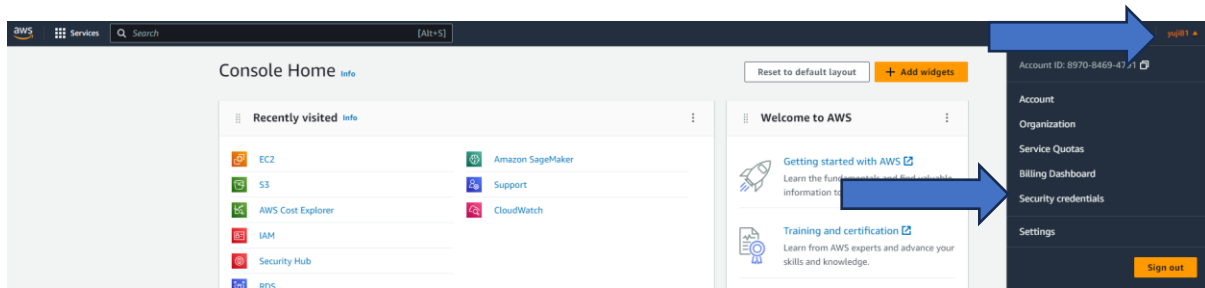 aws
Services
Search
[Alt+S]
yuji81
Console Home Info
Reset to default layout
+ Add widgets
Account ID: 8970-8469-
Account
Organization
Service Quotas
Billing Dashboard
Security credentials
Settings
Sign out
Recently visited Info
EC2
S3
AWS Cost Explorer
IAM
Security Hub
RDS
Amazon SageMaker
Support
CloudWatch
Welcome to AWS
Getting started with AWS
Learn the fundamentals and find valuable
information
Training and certification
Learn from AWS experts and advance your
skills and knowledge.